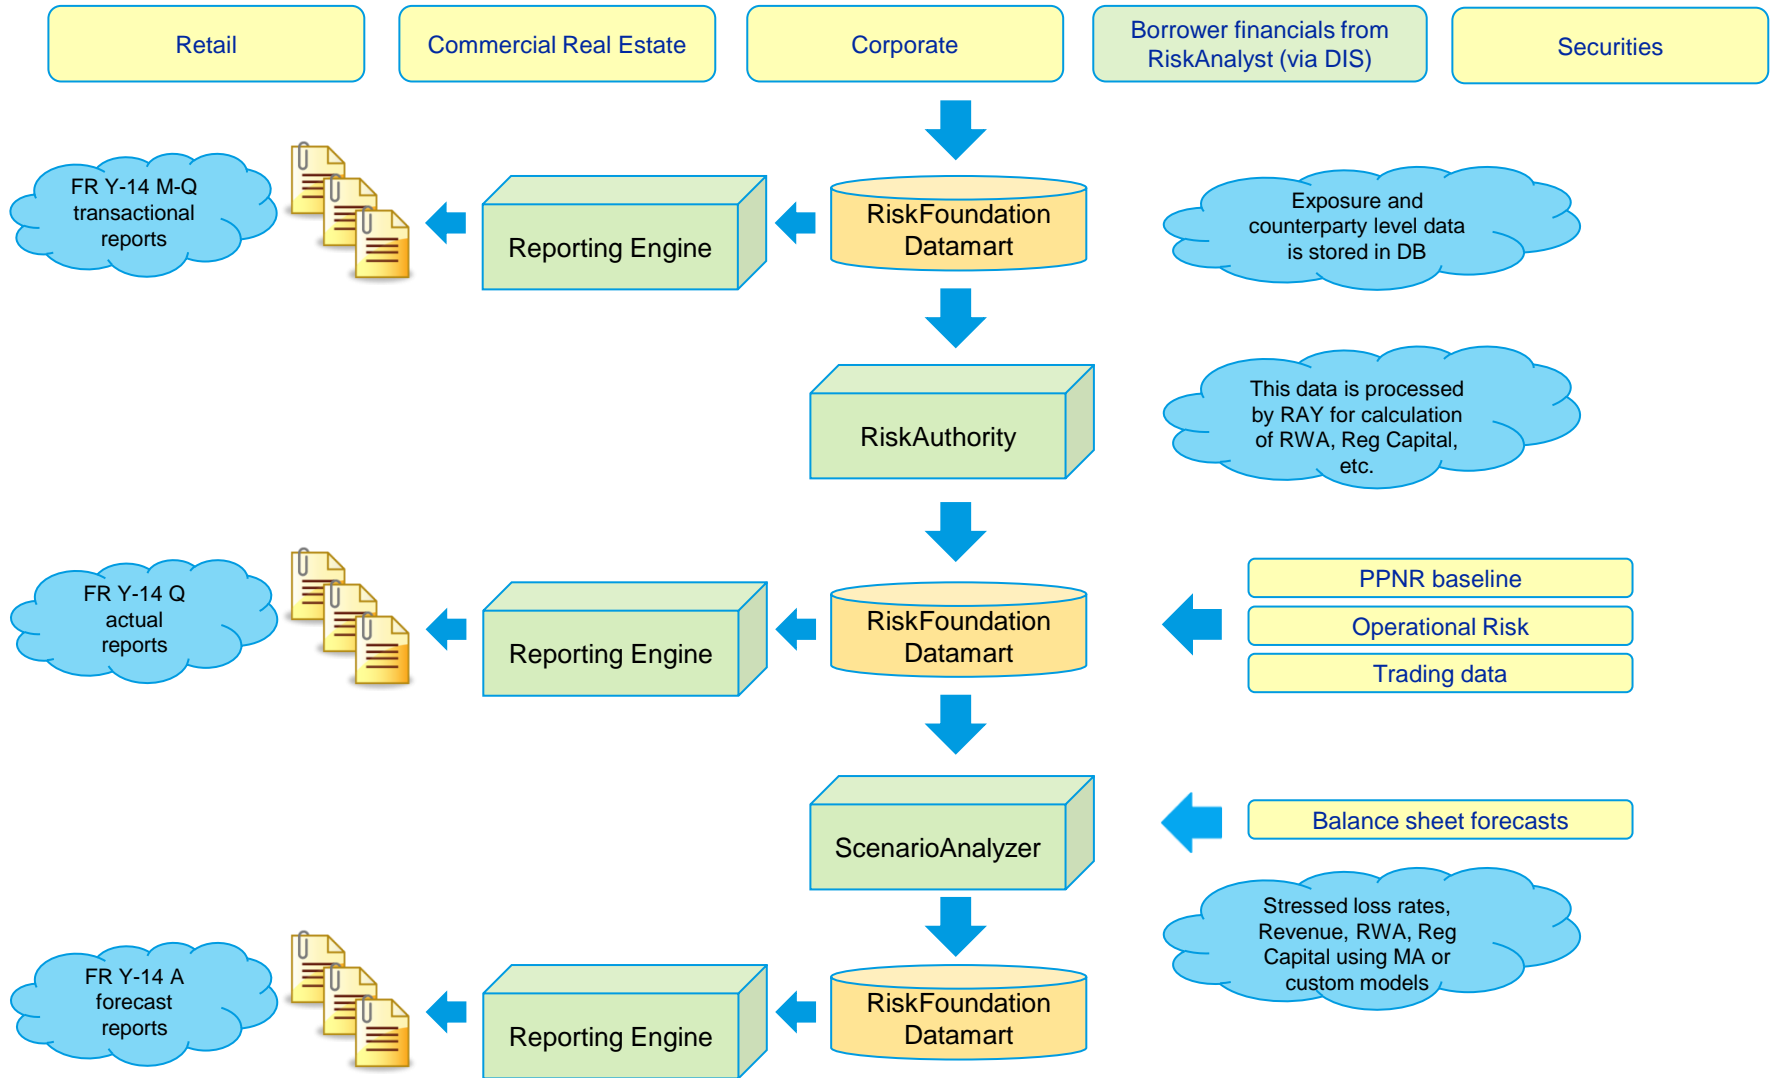 Retail
Commercial Real Estate
Corporate
Borrower financials from
RiskAnalyst (via DIS)
Securities
FR Y-14 M-Q
transactional
reports
Reporting Engine
RiskFoundation
Datamart
Exposure and
counterparty level data
is stored in DB
RiskAuthority
This data is processed
by RAY for calculation
of RWA, Reg Capital,
etc.
FR Y-14 Q
actual
reports
Reporting Engine
RiskFoundation
Datamart
PPNR baseline
Operational Risk
Trading data
ScenarioAnalyzer
Balance sheet forecasts
Stressed loss rates,
Revenue, RWA, Reg
Capital using MA or
custom models
FR Y-14 A
forecast
reports
Reporting Engine
RiskFoundation
Datamart